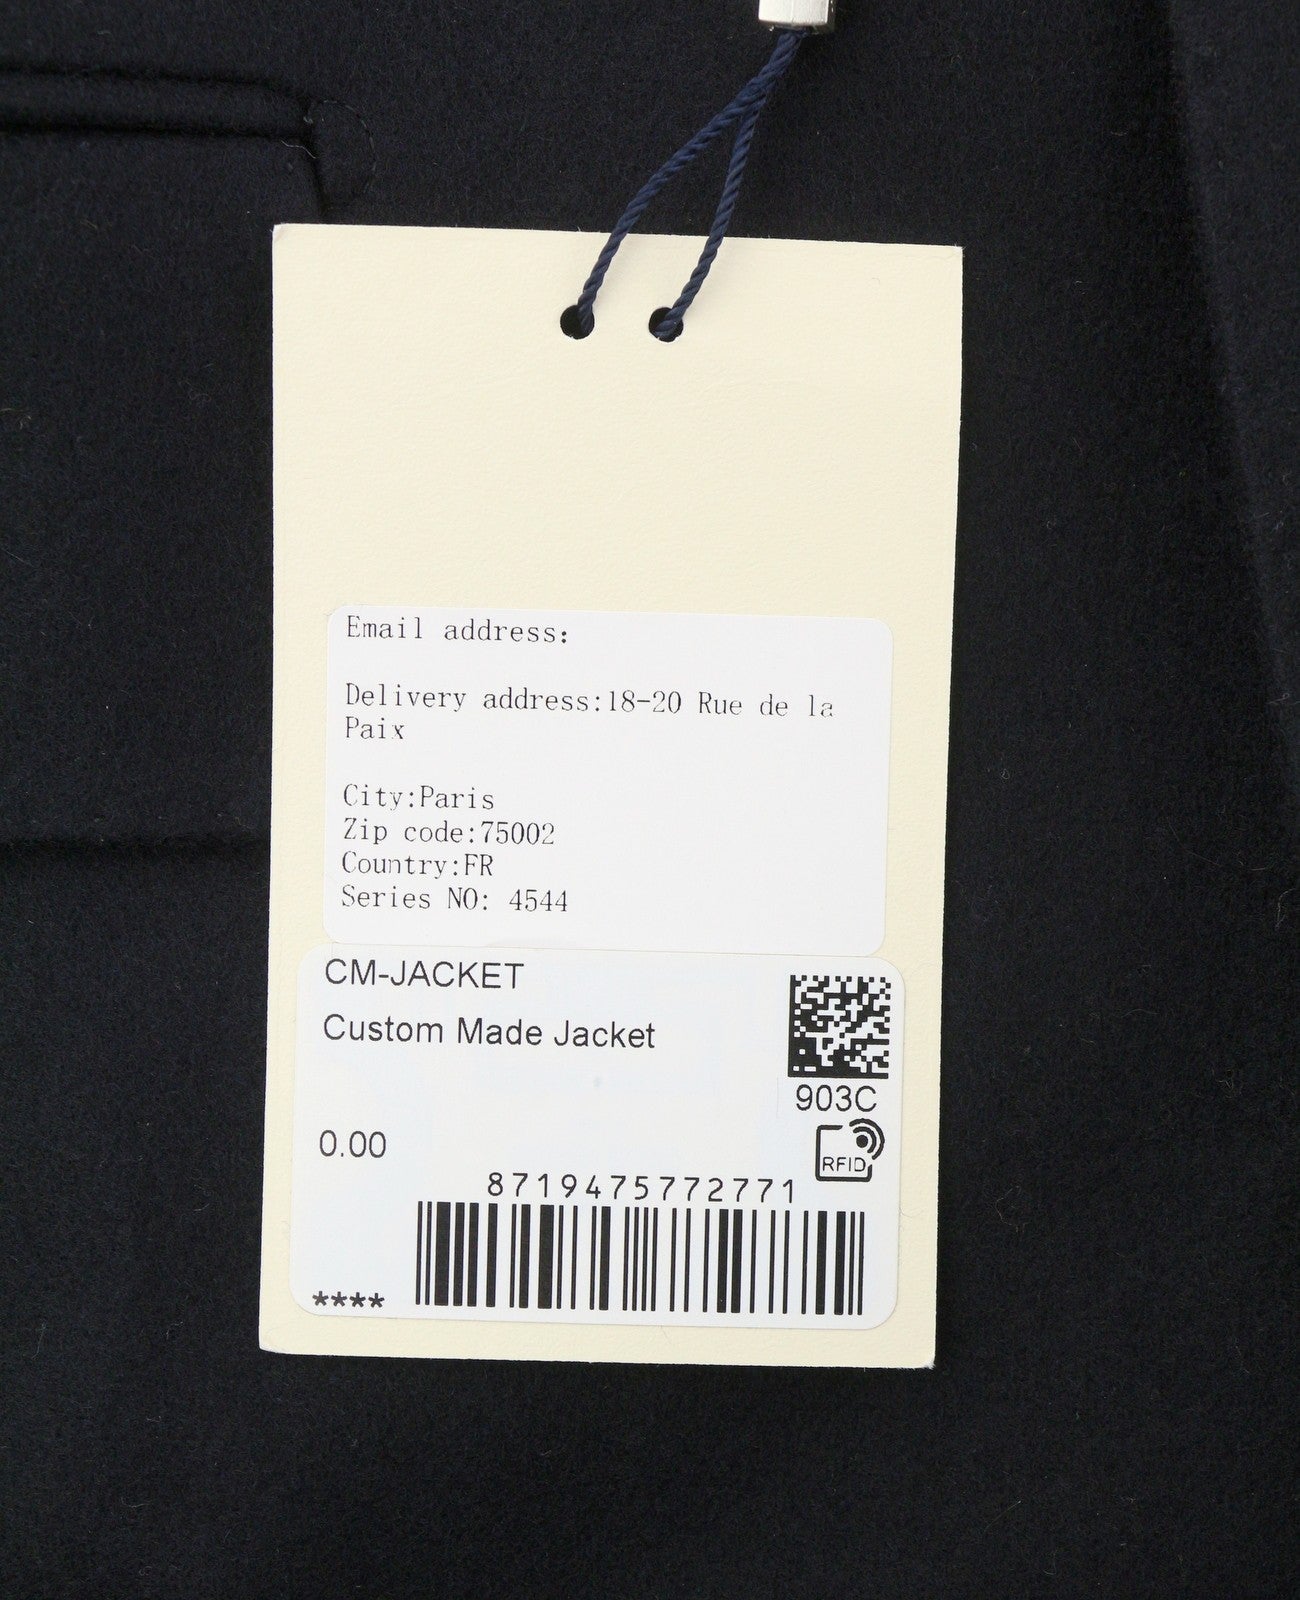 Email address:
Delivery address:18-20 Rue de la
Paix
City:Paris
Zip code:75002
Country:FR
Series NO: 4544
CM-JACKET
Custom Made Jacket
903C
RFID
0.00
8719475772771
****